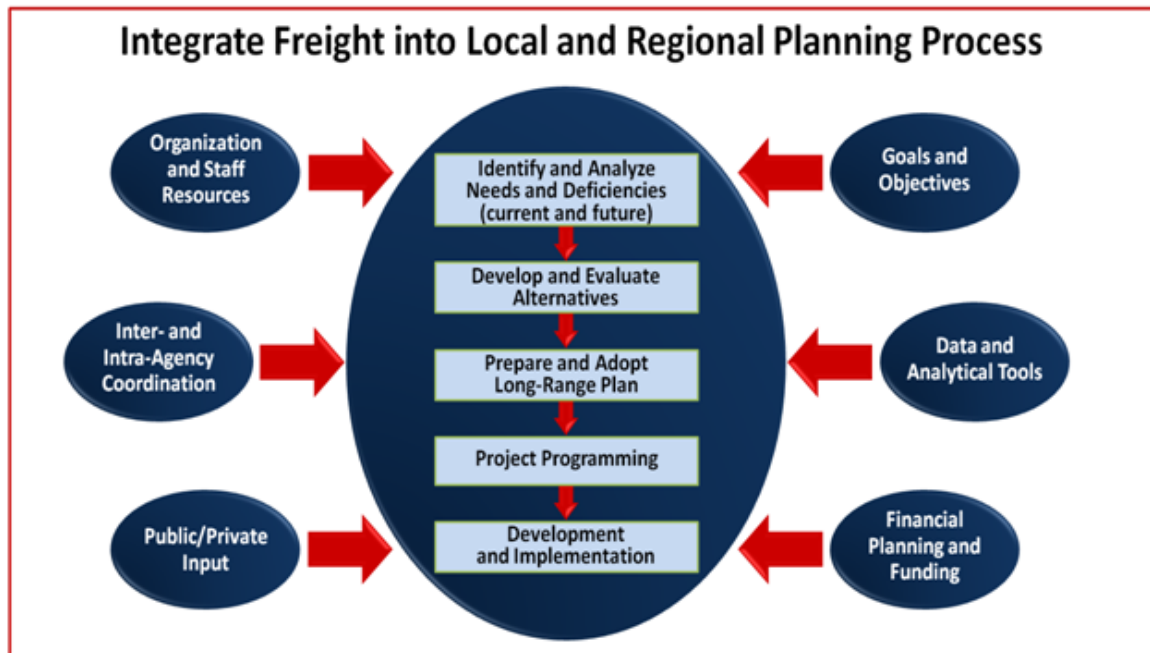 Integrate Freight into Local and Regional Planning Process
Organization
and Staff
Resources
Inter- and
Intra-Agency
Coordination
Public/Private
Input
Identify and Analyze
Needs and Deficiencies
(current and future)
Develop and Evaluate
Alternatives
Prepare and Adopt
Long-Range Plan
Project Programming
Development
and Implementation
Goals and
Objectives
Data and
Analytical Tools
Financial
Planning and
Funding